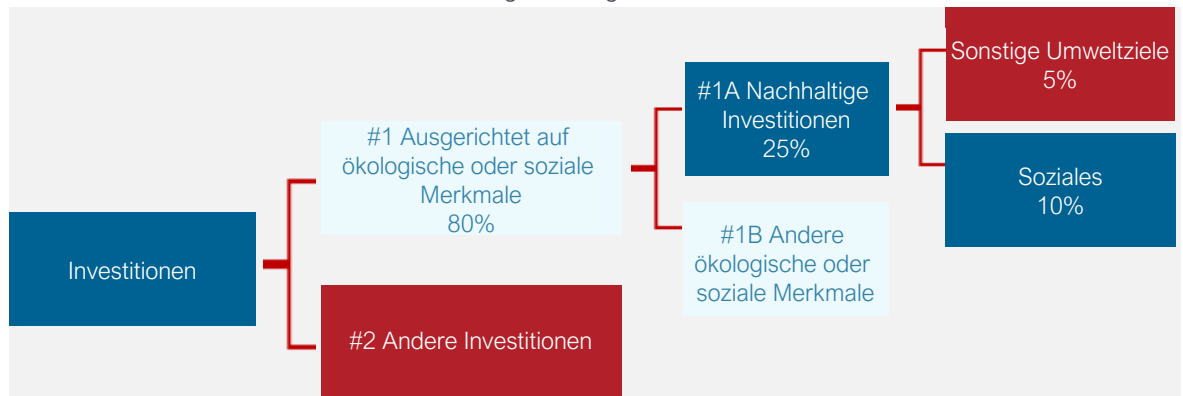 Sonstige Umweltziele
5%
#1A Nachhaltige
Investitionen
25%
#1 Ausgerichtet auf
ökologische oder soziale
Merkmale
80%
Soziales
10%
#1B Andere
ökologische oder
soziale Merkmale
Investitionen
#2 Andere Investitionen